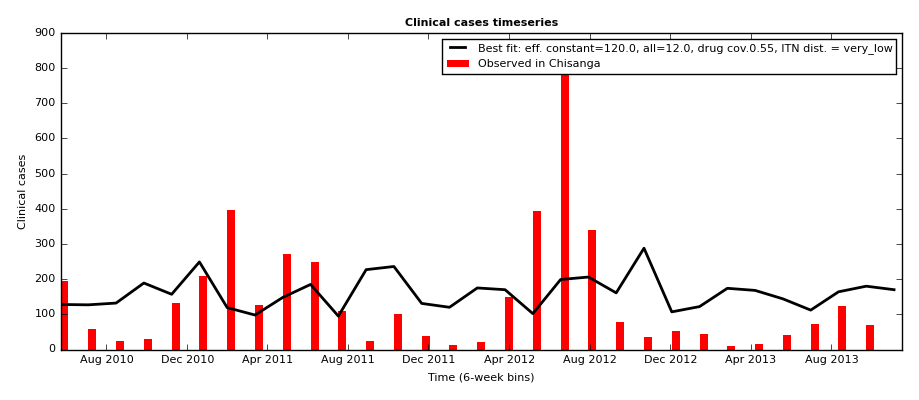 Clinical cases timeseries
Best fit: eff. constant=120.0, all=12.0, drug cov.0.55, ITN dist. = very_low
Observed in Chisanga
900
800
700
600
500
400
300
200
100
0
Clinical cases
Aug 2010 Dec 2010 Apr 2011 Aug 2011 Dec 2011 Apr 2012 Aug 2012 Dec 2012 Apr 2013 Aug 2013
Time (6-week bins)